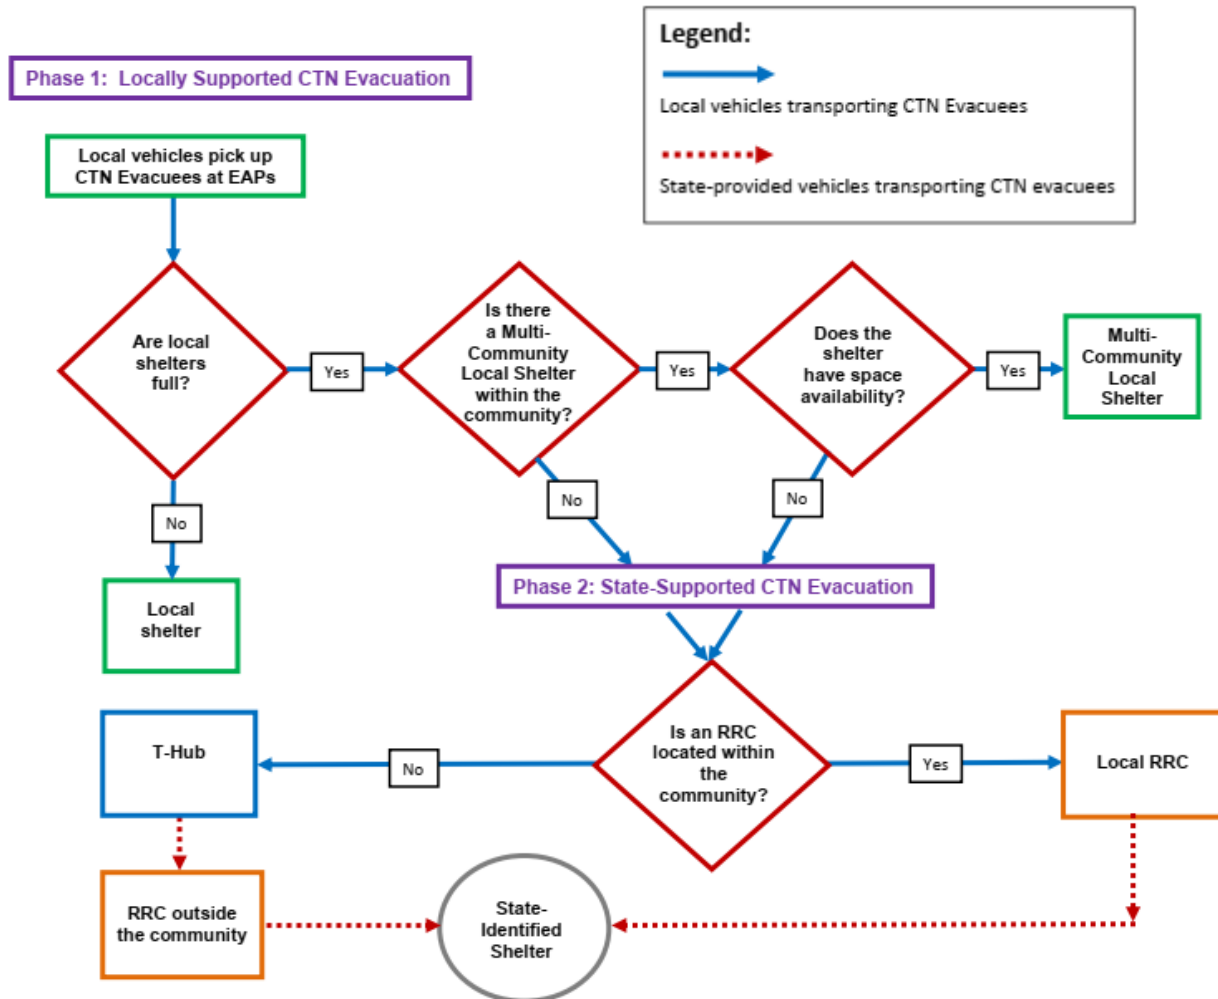 Legend:
Local vehicles transporting CTN Evacuees
State-provided vehicles transporting CTN evacuees
Phase 1:  Locally Supported CTN Evacuation
Local vehicles pick up
CTN Evacuees at EAPs
Are local
shelters
full?
Yes
Is there
a Multi-
Community
Local Shelter
within the
community?
Yes
Does the
shelter
have space
availability?
Yes
Multi-
Community
Local
Shelter
No
No
No
Local
shelter
Phase 2: State-Supported CTN Evacuation
Is an RRC
located within
the
community?
No
T-Hub
Yes
Local RRC
RRC outside
the community
State-
Identified
Shelter